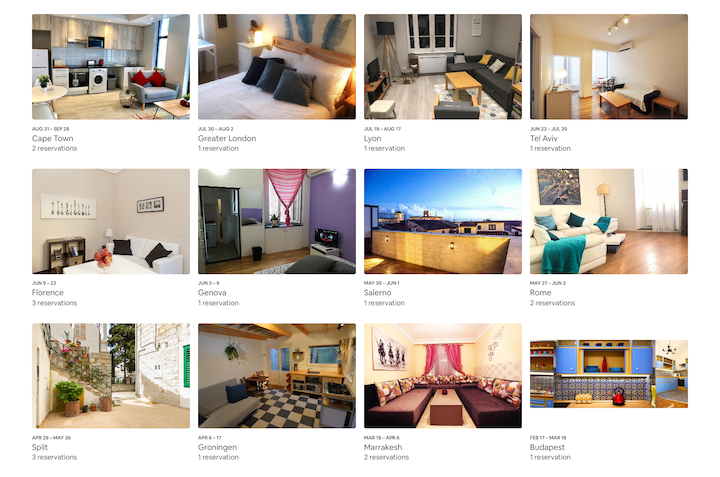 AUG 31 – SEP 28
Cape Town
2 reservations
JUL 30 – AUG 2
Greater London
1 reservation
JUL 19 – AUG 17
Lyon
1 reservation
JUN 22 – JUL 20
Tel Aviv
1 reservation
JUN 9 – 22
Florence
3 reservations
JUN 3 – 9
Genova
1 reservation
MAY 30 – JUN 1
Salerno
1 reservation
MAY 27 – JUN 3
Rome
2 reservations
APR 28 – MAY 26
Split
3 reservations
APR 6 – 17
Groningen
1 reservation
MAR 18 – APR 6
Marrakesh
2 reservations
FEB 17 – MAR 18
Budapest
1 reservation